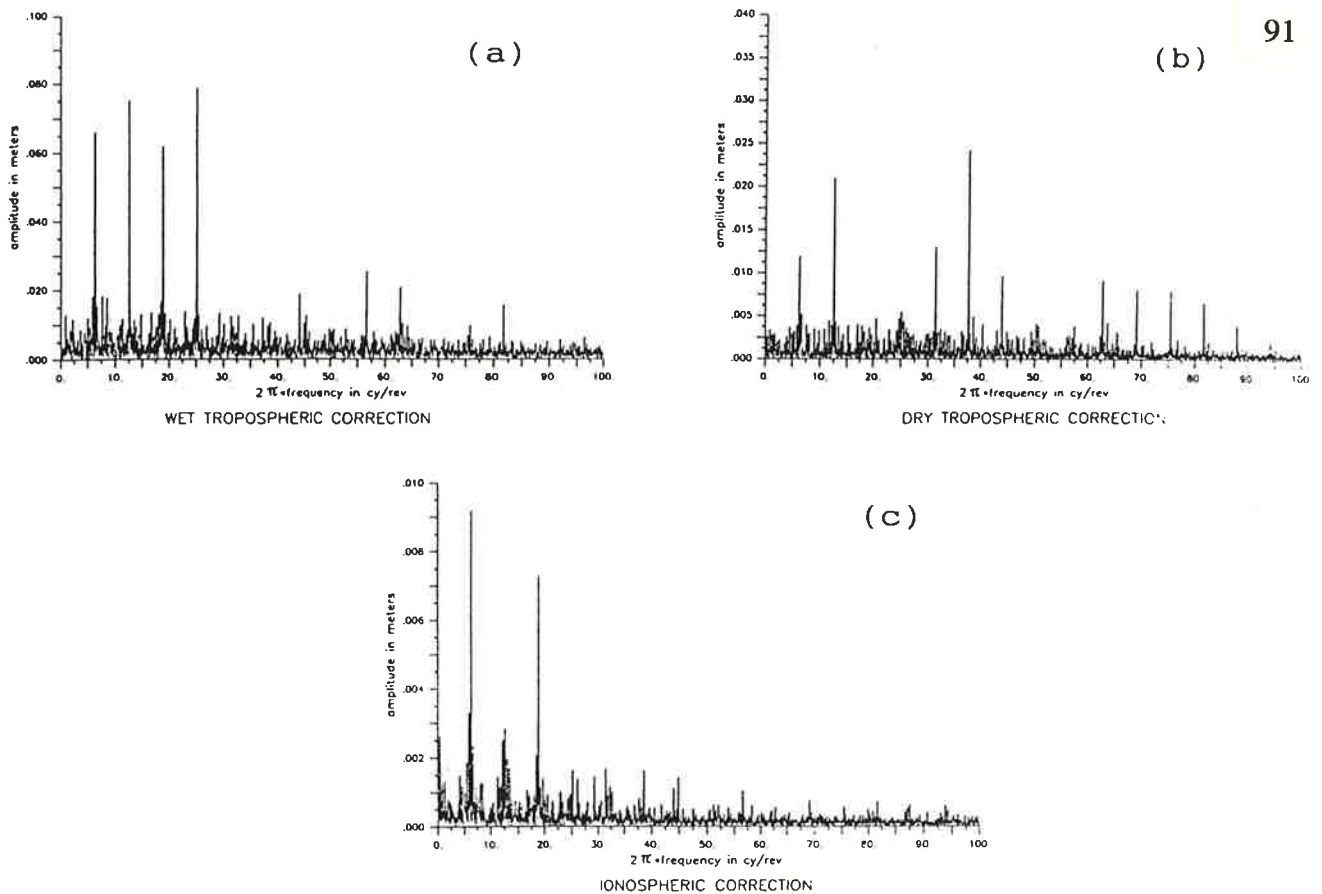 91
(a)
.100
.080
.060
.040
.020
.000
amplitude in meters
0. 10. 20. 30. 40. 50. 60. 70. 80. 90. 100.
2 π *frequency in cy/rev
WET TROPOSPHERIC CORRECTION
(b)
.040
.035
.030
.025
.020
.015
.010
.005
.000
amplitude in meters
0. 10. 20. 30. 40. 50. 60. 70. 80. 90. 100.
2 π *frequency in cy/rev
DRY TROPOSPHERIC CORRECTION
(c)
.010
.008
.006
.004
.002
.000
amplitude in meters
0. 10. 20. 30. 40. 50. 60. 70. 80. 90. 100.
2 π *frequency in cy/rev
IONOSPHERIC CORRECTION